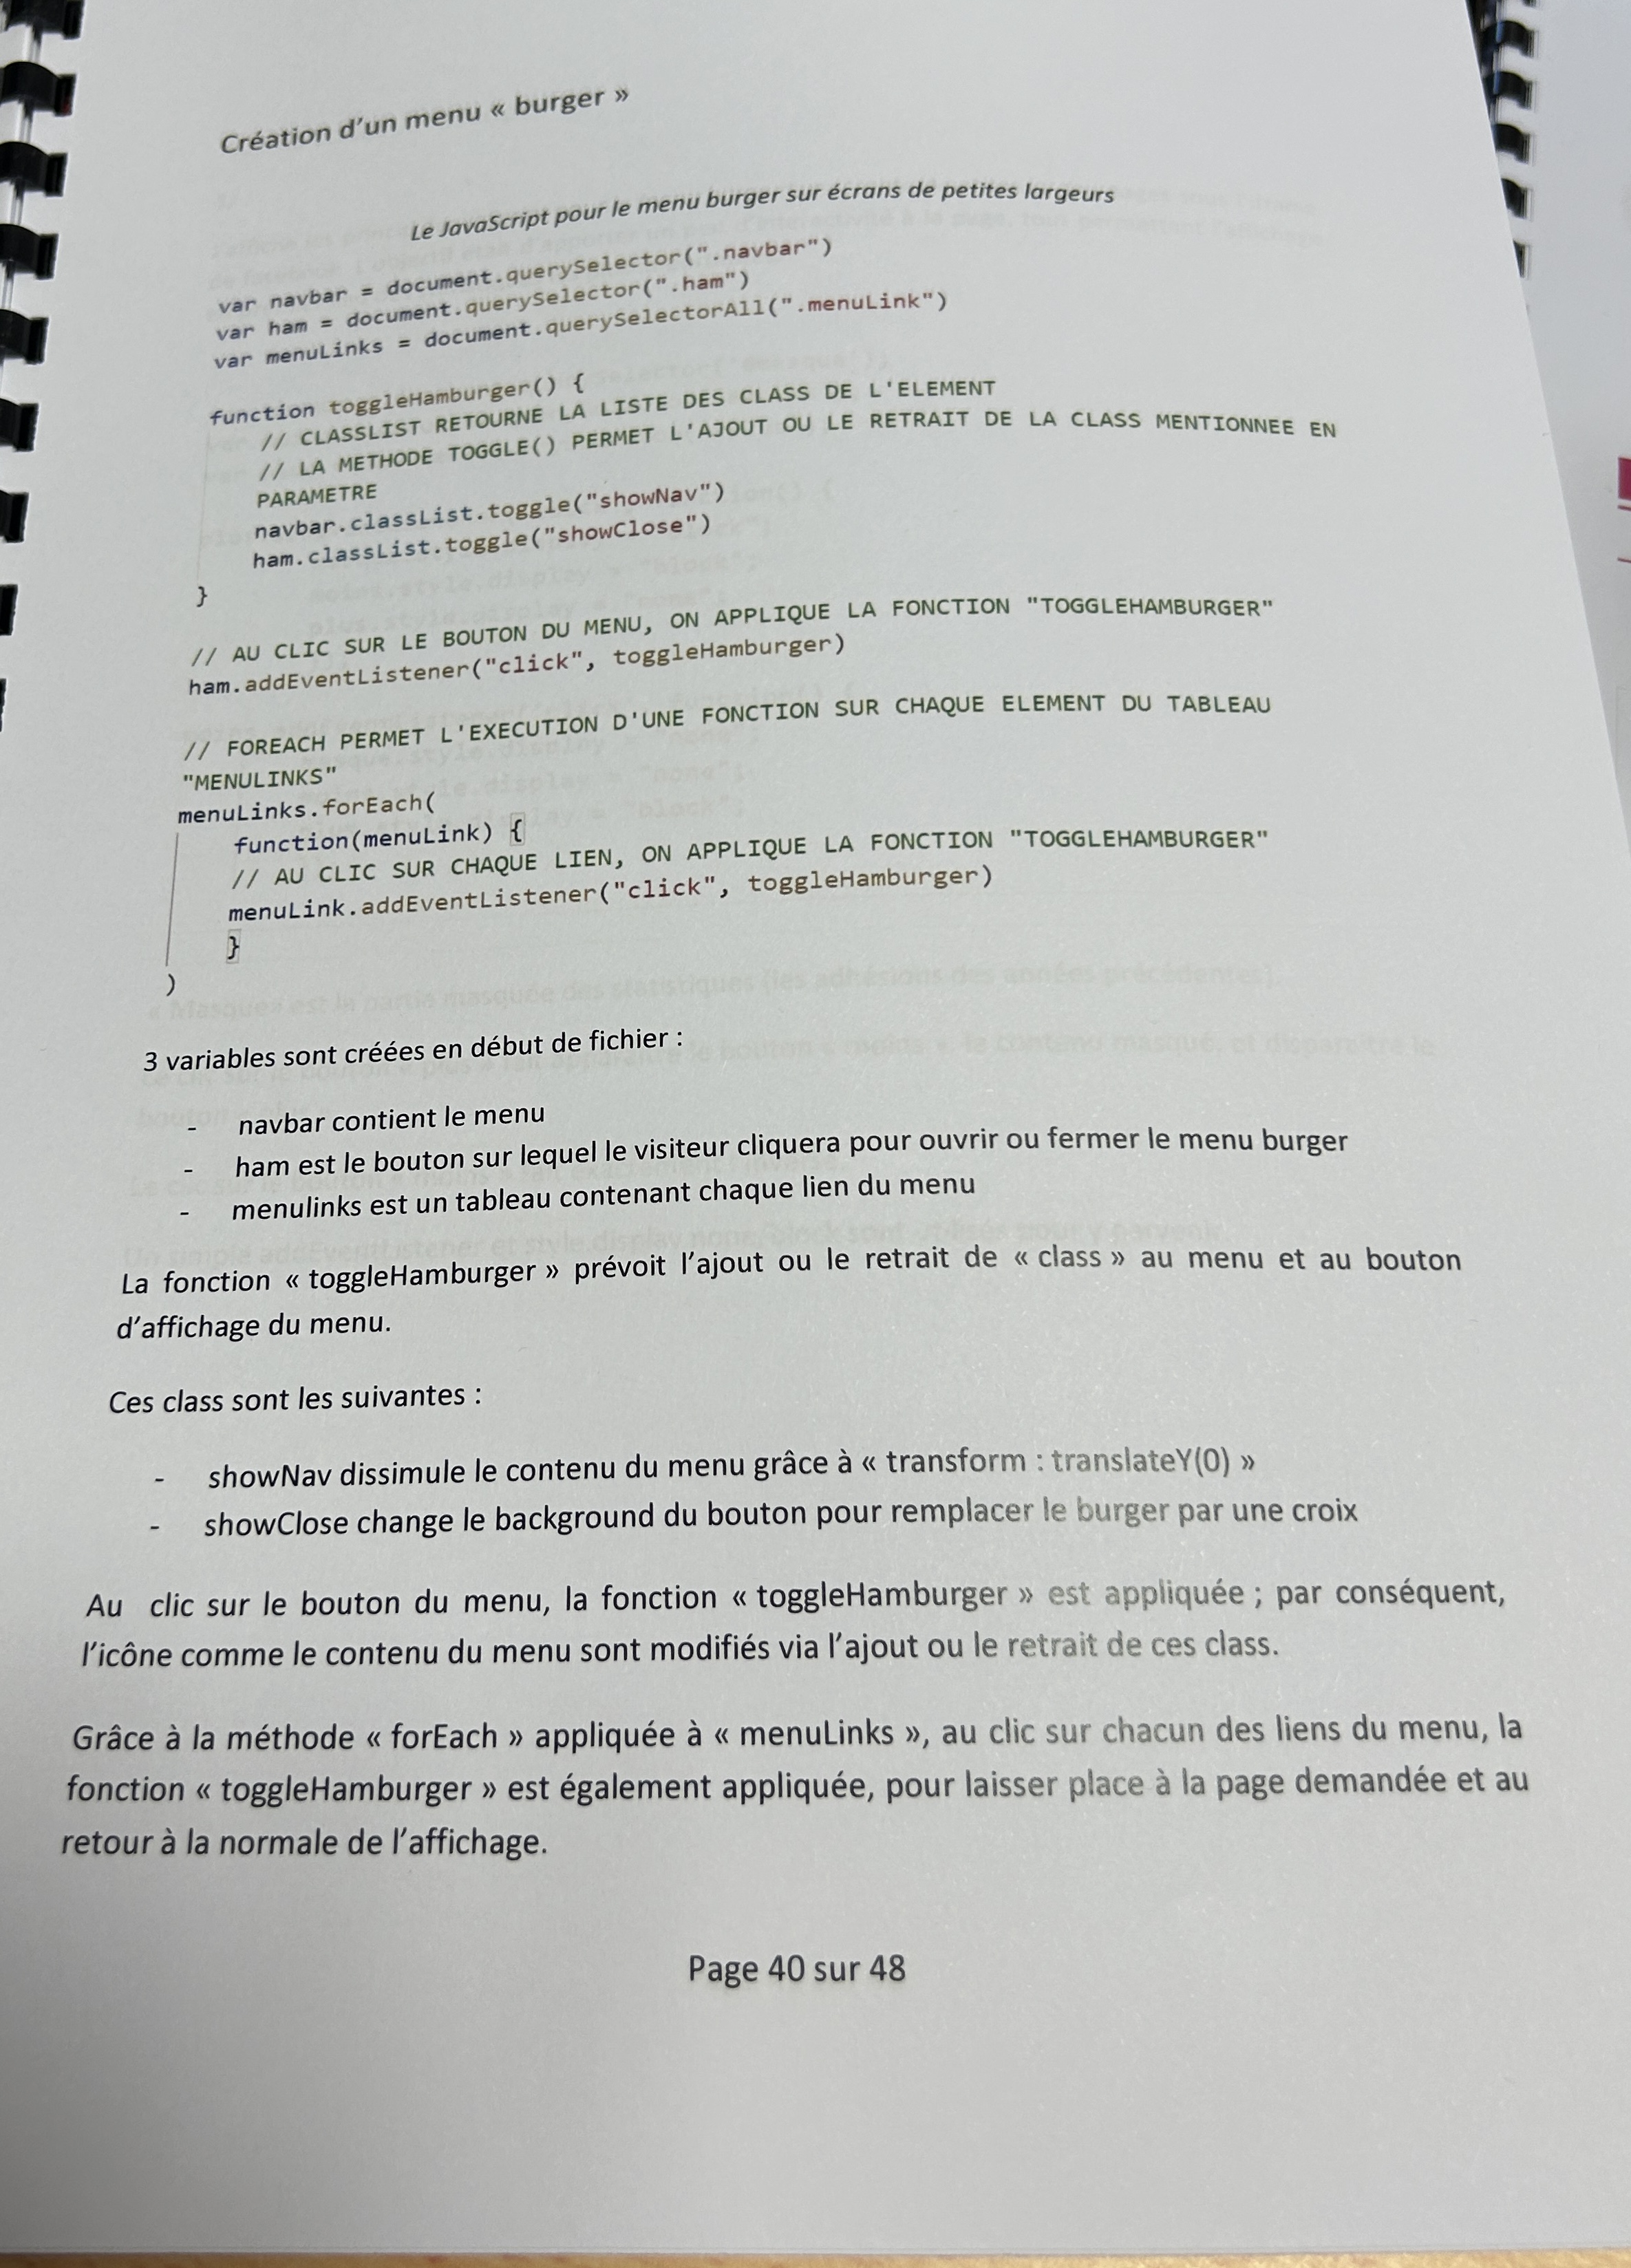 Création d'un menu « burger »
Le JavaScript pour le menu burger sur écrans de petites largeurs
var navbar = document.querySelector(".navbar")
var ham = document.querySelector(".ham")
var menuLinks = document.querySelectorAll(".menuLink")
function toggleHamburger() {
// CLASSLIST RETOURNE LA LISTE DES CLASS DE L'ELEMENT
// LA METHODE TOGGLE() PERMET L'AJOUT OU LE RETRAIT DE LA CLASS MENTIONNEE EN
PARAMETRE
navbar.classList.toggle("showNav")
ham.classList.toggle("showClose")
}
// AU CLIC SUR LE BOUTON DU MENU, ON APPLIQUE LA FONCTION "TOGGLEHAMBURGER"
ham.addEventListener("click", toggleHamburger)
// FOREACH PERMET L'EXECUTION D'UNE FONCTION SUR CHAQUE ELEMENT DU TABLEAU
"MENULINKS"
menuLinks.forEach(
function(menuLink) {
// AU CLIC SUR CHAQUE LIEN, ON APPLIQUE LA FONCTION "TOGGLEHAMBURGER"
menuLink.addEventListener("click", toggleHamburger)
}
)
3 variables sont créées en début de fichier :
- navbar contient le menu
- ham est le bouton sur lequel le visiteur cliquera pour ouvrir ou fermer le menu burger
- menulinks est un tableau contenant chaque lien du menu
La fonction « toggleHamburger » prévoit l'ajout ou le retrait de « class » au menu et au bouton
d'affichage du menu.
Ces class sont les suivantes :
- showNav dissimule le contenu du menu grâce à « transform : translateY(0) »
- showClose change le background du bouton pour remplacer le burger par une croix
Au clic sur le bouton du menu, la fonction « toggleHamburger » est appliquée ; par conséquent,
l'icône comme le contenu du menu sont modifiés via l'ajout ou le retrait de ces class.
Grâce à la méthode « forEach » appliquée à « menuLinks », au clic sur chacun des liens du menu, la
fonction « toggleHamburger » est également appliquée, pour laisser place à la page demandée et au
retour à la normale de l'affichage.
Page 40 sur 48